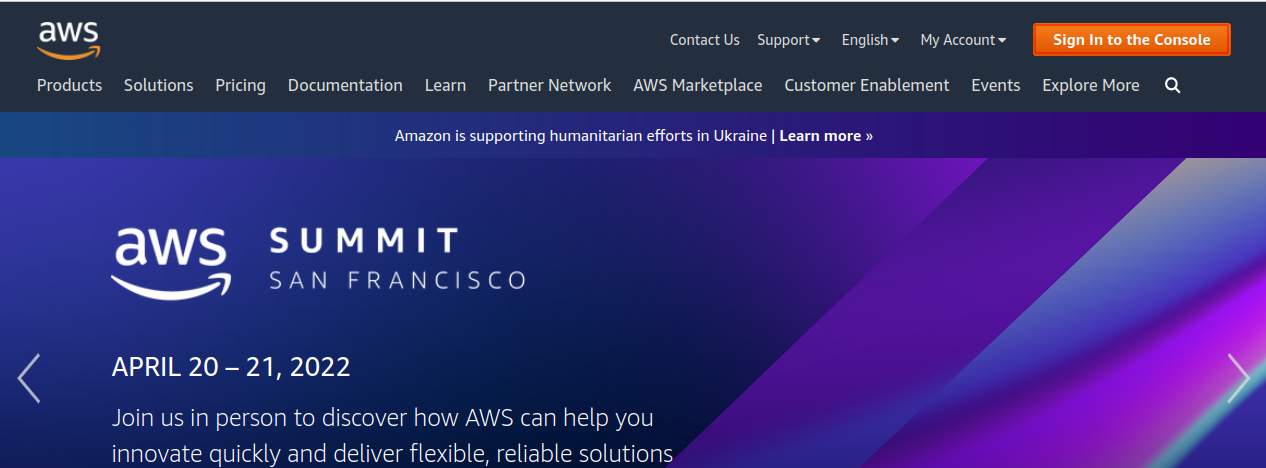 aws
Contact Us Support English My Account Sign In to the Console
Products Solutions Pricing Documentation Learn Partner Network AWS Marketplace Customer Enablement Events Explore More
Amazon is supporting humanitarian efforts in Ukraine | Learn more »
aws SUMMIT
SAN FRANCISCO
APRIL 20 – 21, 2022
Join us in person to discover how AWS can help you
innovate quickly and deliver flexible, reliable solutions